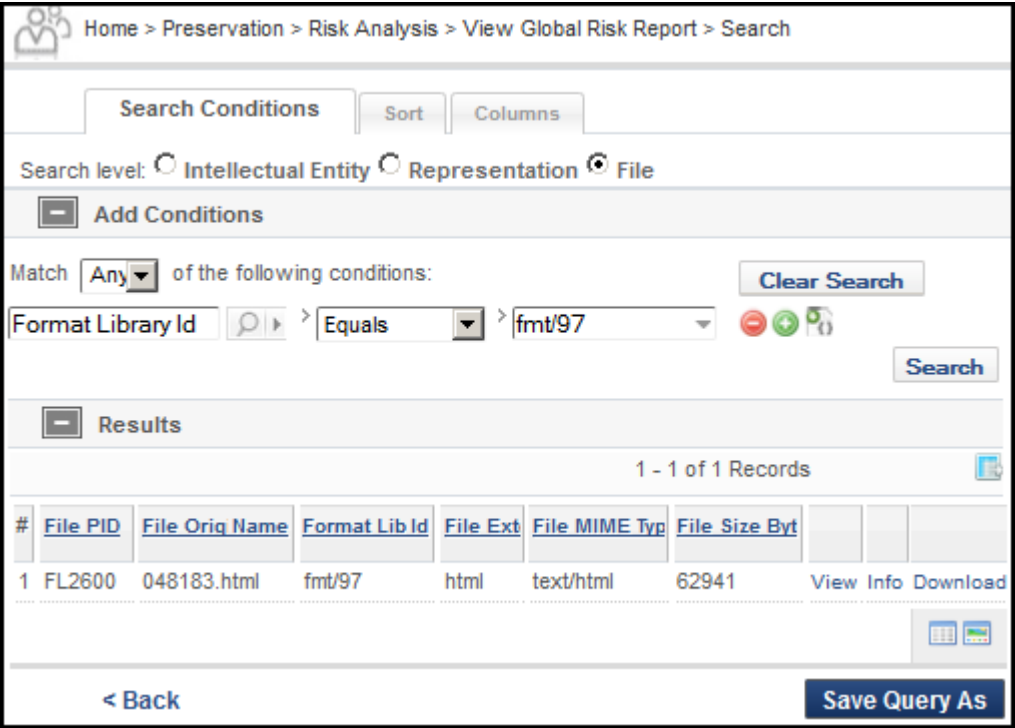 Home > Preservation > Risk Analysis > View Global Risk Report > Search
Search Conditions Sort Columns
Search level: Intellectual Entity Representation File
Add Conditions
Match Any of the following conditions:
Clear Search
Format Library Id > Equals > fmt/97
Search
Results
1 - 1 of 1 Records
# File PID File Orig Name Format Lib Id File Ext File MIME Typ File Size Byt
1 FL2600 048183.html fmt/97 html text/html 62941 View Info Download
< Back Save Query As